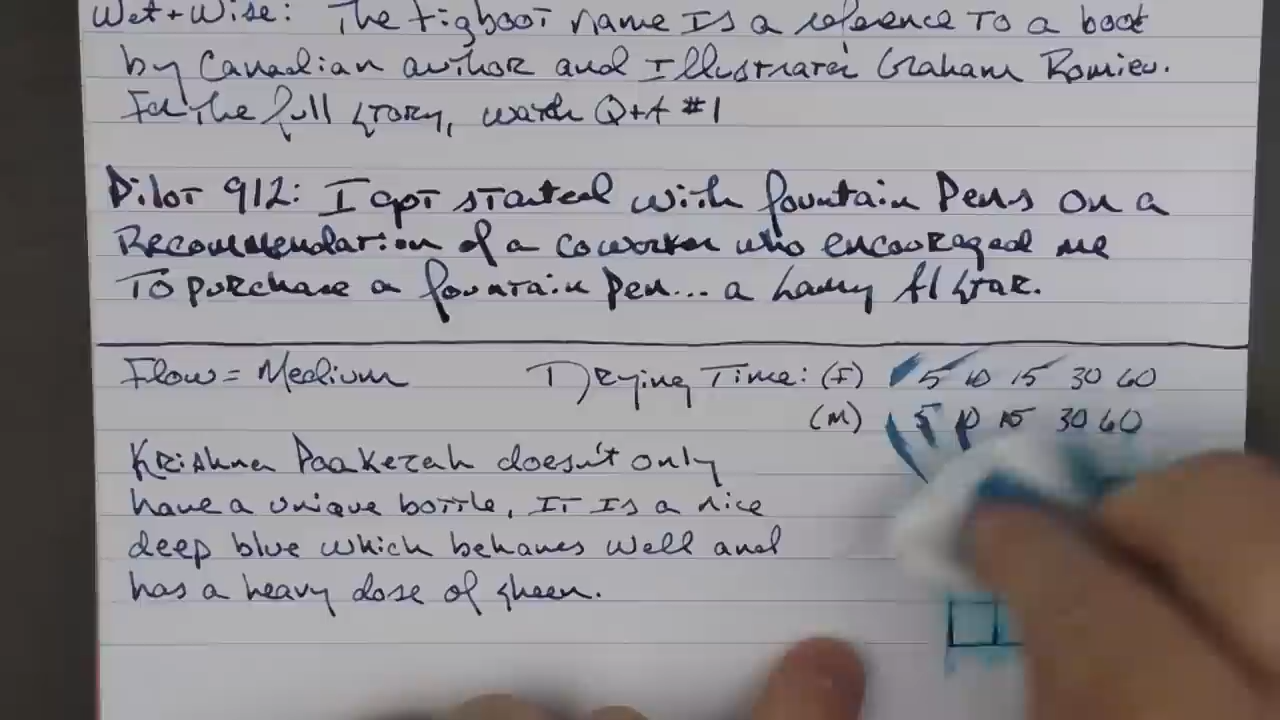 Wet + Wise: The figboot name Is a reference To a book
by Canadian author and Illustrator Graham Romieu.
For the full story, watch Q+A #1
Pilot 912: I got started with fountain Pens on a
Recommendation of a coworker who encouraged me
To purchase a fountain Pen... a Lamy Al Star.
Flow = Medium Drying Time: (F) 5 10 15 30 60
(M) 5 10 15 30 60
Krishna Paakezah doesn't only
have a unique bottle, IT Is a nice
deep blue which behaves well and
has a heavy dose of sheen.